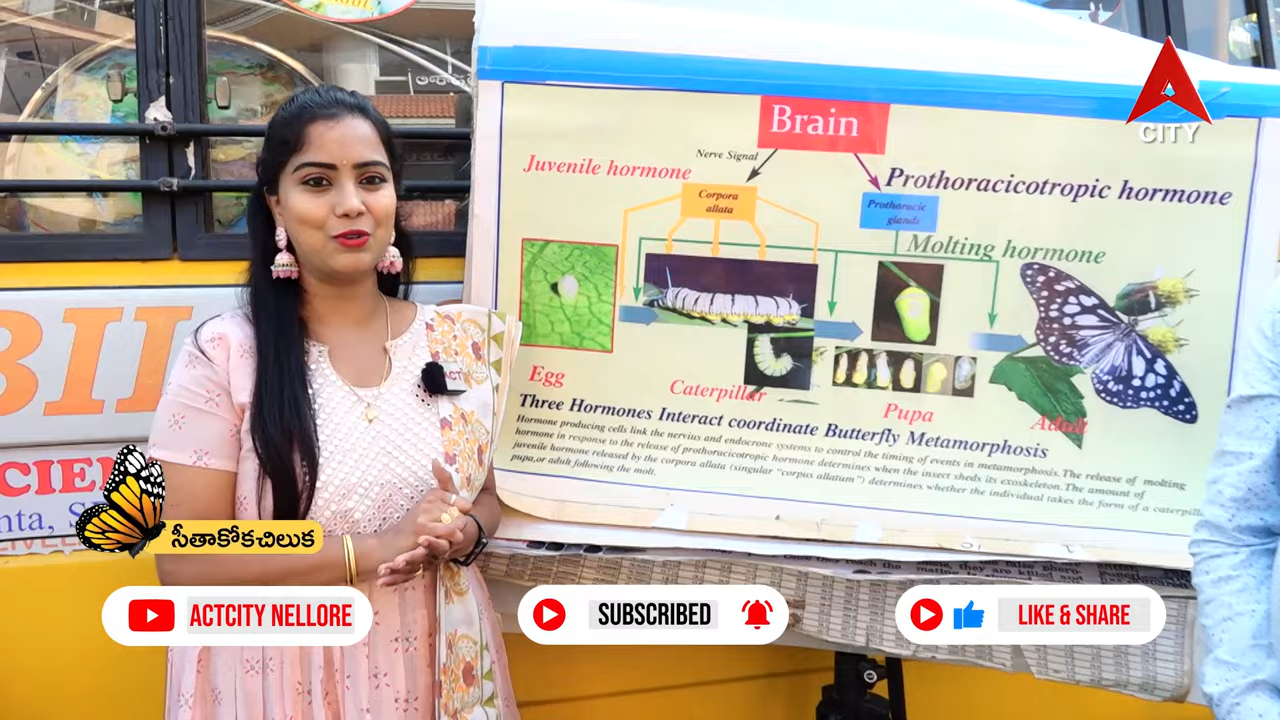 CITY
Brain
Nerve Signal
Juvenile hormone
Prothoracicotropic hormone
Corpora
allata
Prothoracic
glands
Molting hormone
Egg
Caterpillar
Pupa
Adult
Three Hormones Interact coordinate Butterfly Metamorphosis
Hormone producing cells link the nervius and endocrone systems to control the timing of events in metamorphosis.The release of molting
hormone in response to the release of prothoracicotropic hormone determines when the insect sheds its exoskeleton.The amount of
juvenile hormone released by the corpora allata (singular "corpus allatum") determines whether the individual takes the form of a caterpill
pupa,or adult following the molt.
BII
CIEN
nta, S
సీతాకోకచిలుక
ACTCITY NELLORE
SUBSCRIBED
LIKE & SHARE